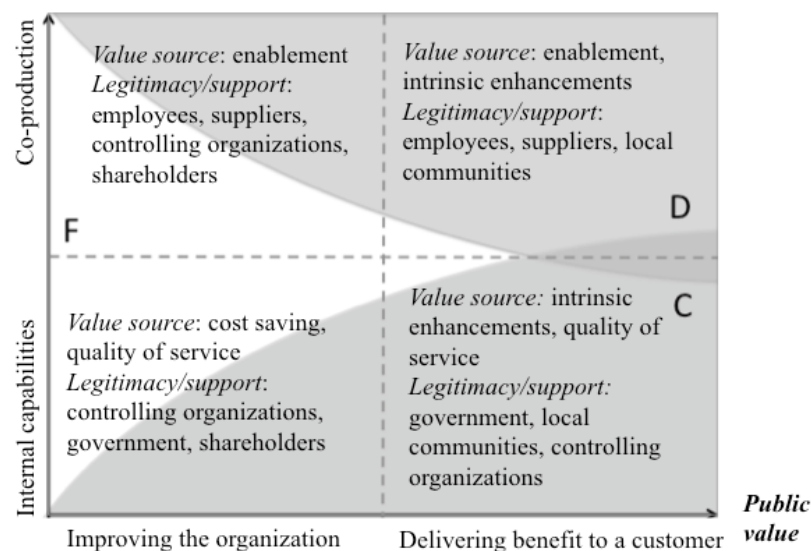 Co-production
Value source: enablement
Legitimacy/support:
employees, suppliers,
controlling organizations,
shareholders
Value source: enablement,
intrinsic enhancements
Legitimacy/support:
employees, suppliers, local
communities
F
D
Internal capabilities
Value source: cost saving,
quality of service
Legitimacy/support:
controlling organizations,
government, shareholders
Value source: intrinsic
enhancements, quality of
service
Legitimacy/support:
government, local
communities, controlling
organizations
C
Improving the organization
Delivering benefit to a customer
Public
value